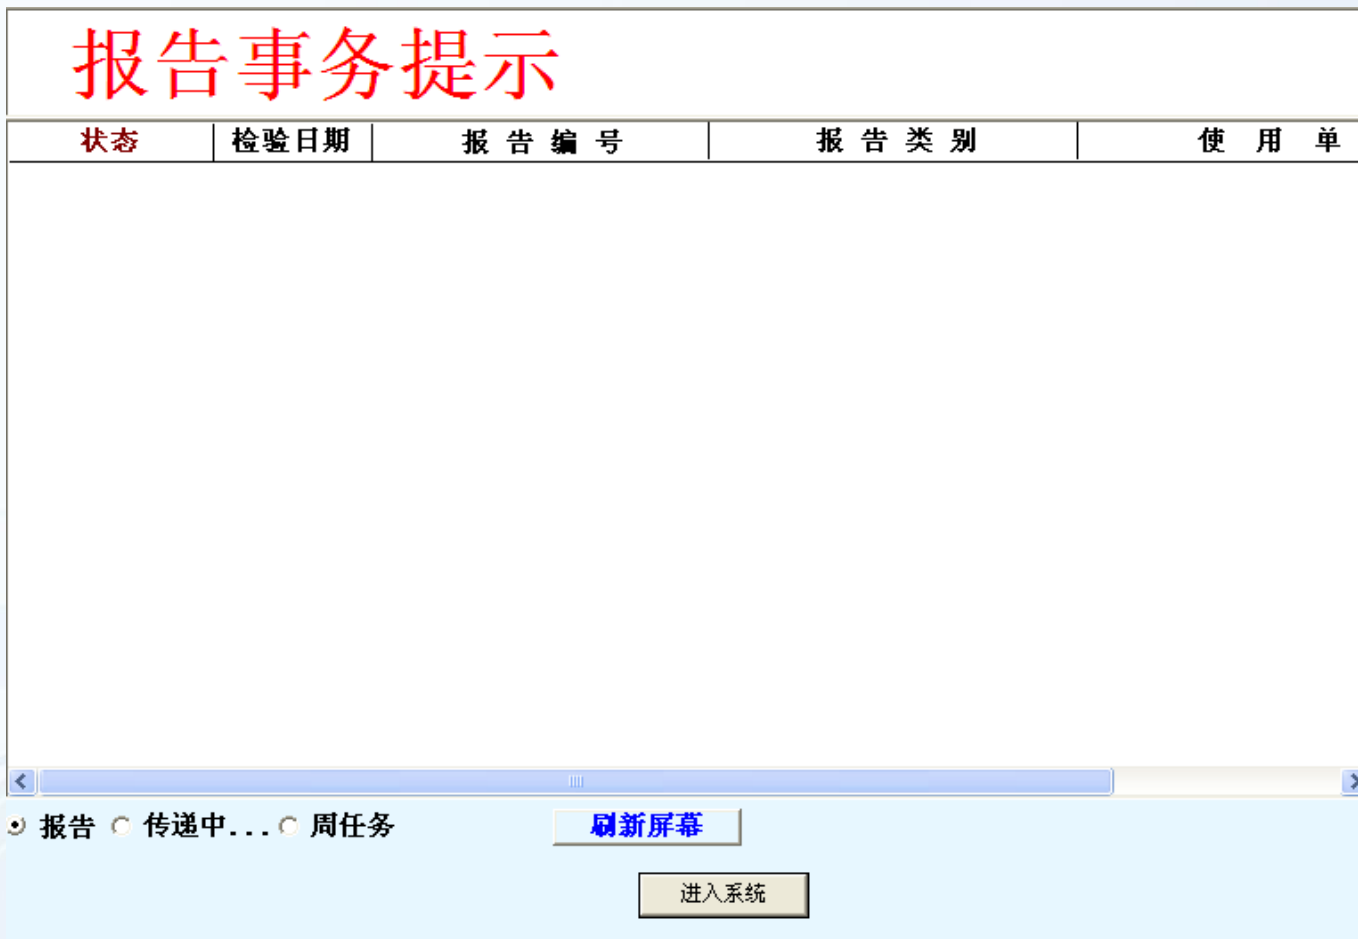 报告事务提示
状态 检验日期 报 告 编 号 报 告 类 别 使 用 单
报告 传递中... 周任务 刷新屏幕
进入系统